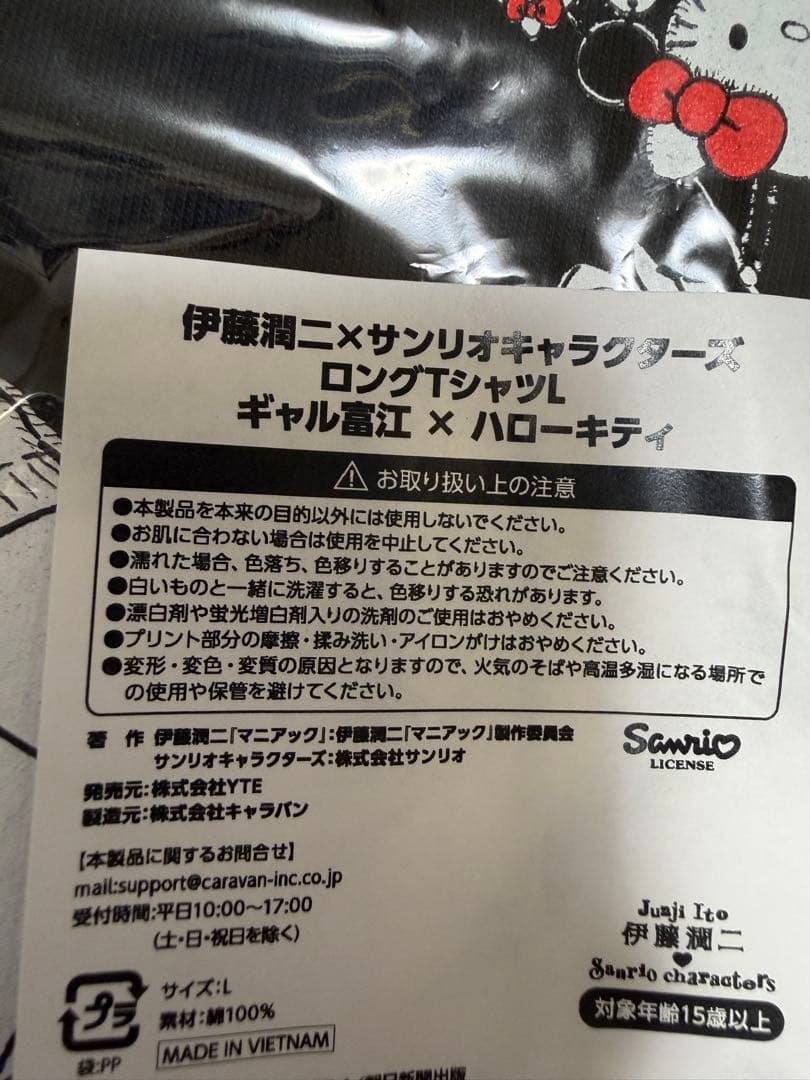 伊藤潤二×サンリオキャラクターズ
ロングTシャツL
ギャル富江 × ハローキティ
お取り扱い上の注意
●本製品を本来の目的以外には使用しないでください。
●お肌に合わない場合は使用を中止してください。
●濡れた場合、色落ち、色移りすることがありますのでご注意ください。
●白いものと一緒に洗濯すると、色移りする恐れがあります。
●漂白剤や蛍光増白剤入りの洗剤のご使用はおやめください。
●プリント部分の摩擦・揉み洗い・アイロンがけはおやめください。
●変形・変色・変質の原因となりますので、火気のそばや高温多湿になる場所で
の使用や保管を避けてください。
著 作 伊藤潤二「マニアック」:伊藤潤二「マニアック」製作委員会
サンリオキャラクターズ:株式会社サンリオ
Sanrio
LICENSE
発売元:株式会社YTE
製造元:株式会社キャラバン
【本製品に関するお問合せ】
mail:support@caravan-inc.co.jp
受付時間:平日10:00〜17:00
(土・日・祝日を除く)
Junji Ito
伊藤潤二
Sanrio characters
対象年齢15歳以上
プラ
袋:PP
サイズ:L
素材:綿100%
MADE IN VIETNAM
朝日新聞出版